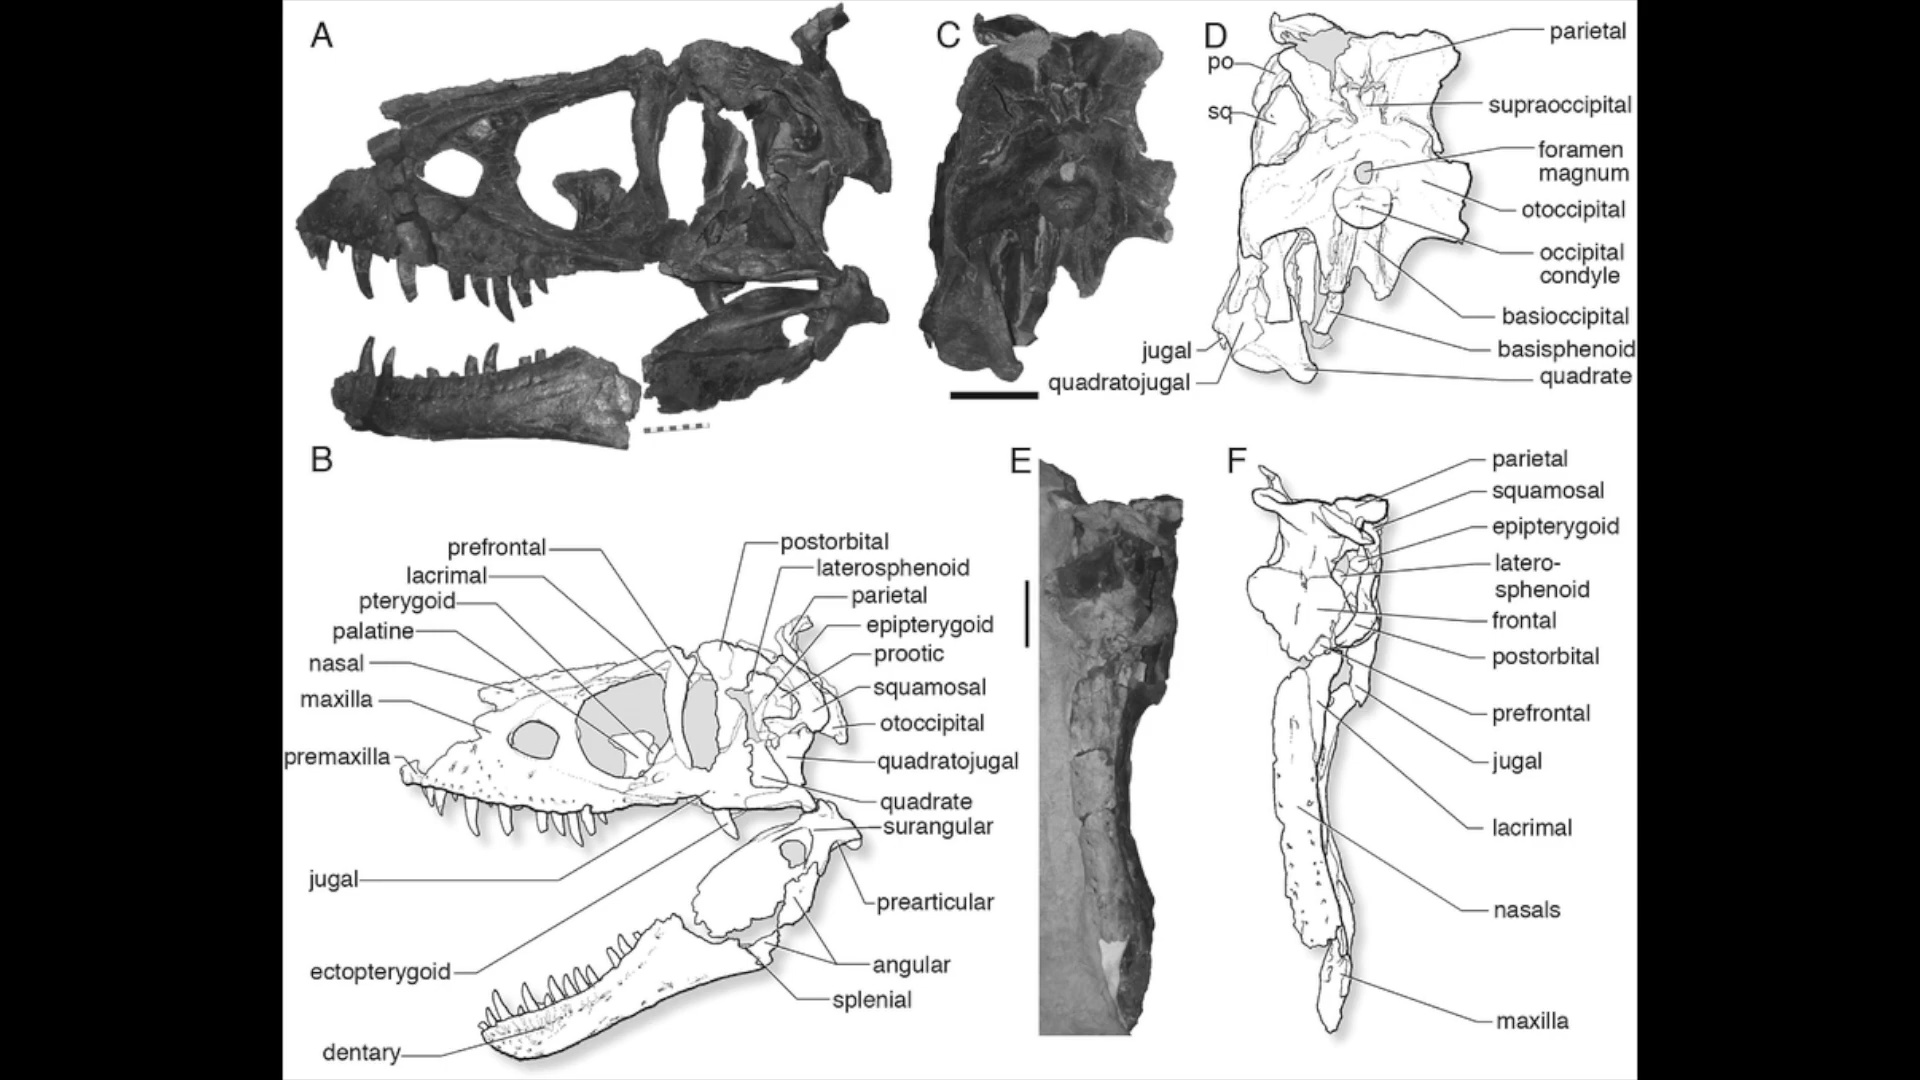 A
C
D
parietal
po
supraoccipital
sq
foramen
magnum
otoccipital
occipital
condyle
basioccipital
jugal
basisphenoid
quadratojugal
quadrate
B
prefrontal
lacrimal
pterygoid
palatine
nasal
maxilla
premaxilla
jugal
ectopterygoid
dentary
postorbital
laterosphenoid
parietal
epipterygoid
prootic
squamosal
otoccipital
quadratojugal
quadrate
surangular
prearticular
angular
splenial
E
F
parietal
squamosal
epipterygoid
latero-
sphenoid
frontal
postorbital
prefrontal
jugal
lacrimal
nasals
maxilla